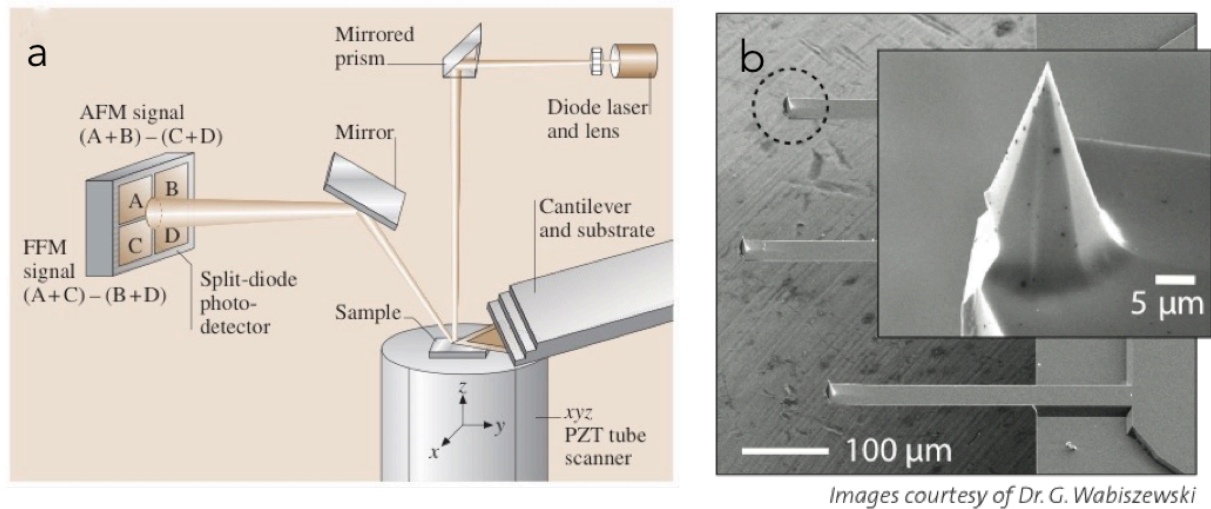 a
Mirrored
prism
Diode laser
and lens
AFM signal
(A+B) – (C+D)
Mirror
A
B
C
D
Cantilever
and substrate
FFM
signal
(A+C) – (B+D)
Split-diode
photo-
detector
Sample
z
y
x
xyz
PZT tube
scanner
b
5 μm
100 μm
Images courtesy of Dr. G. Wabiszewski